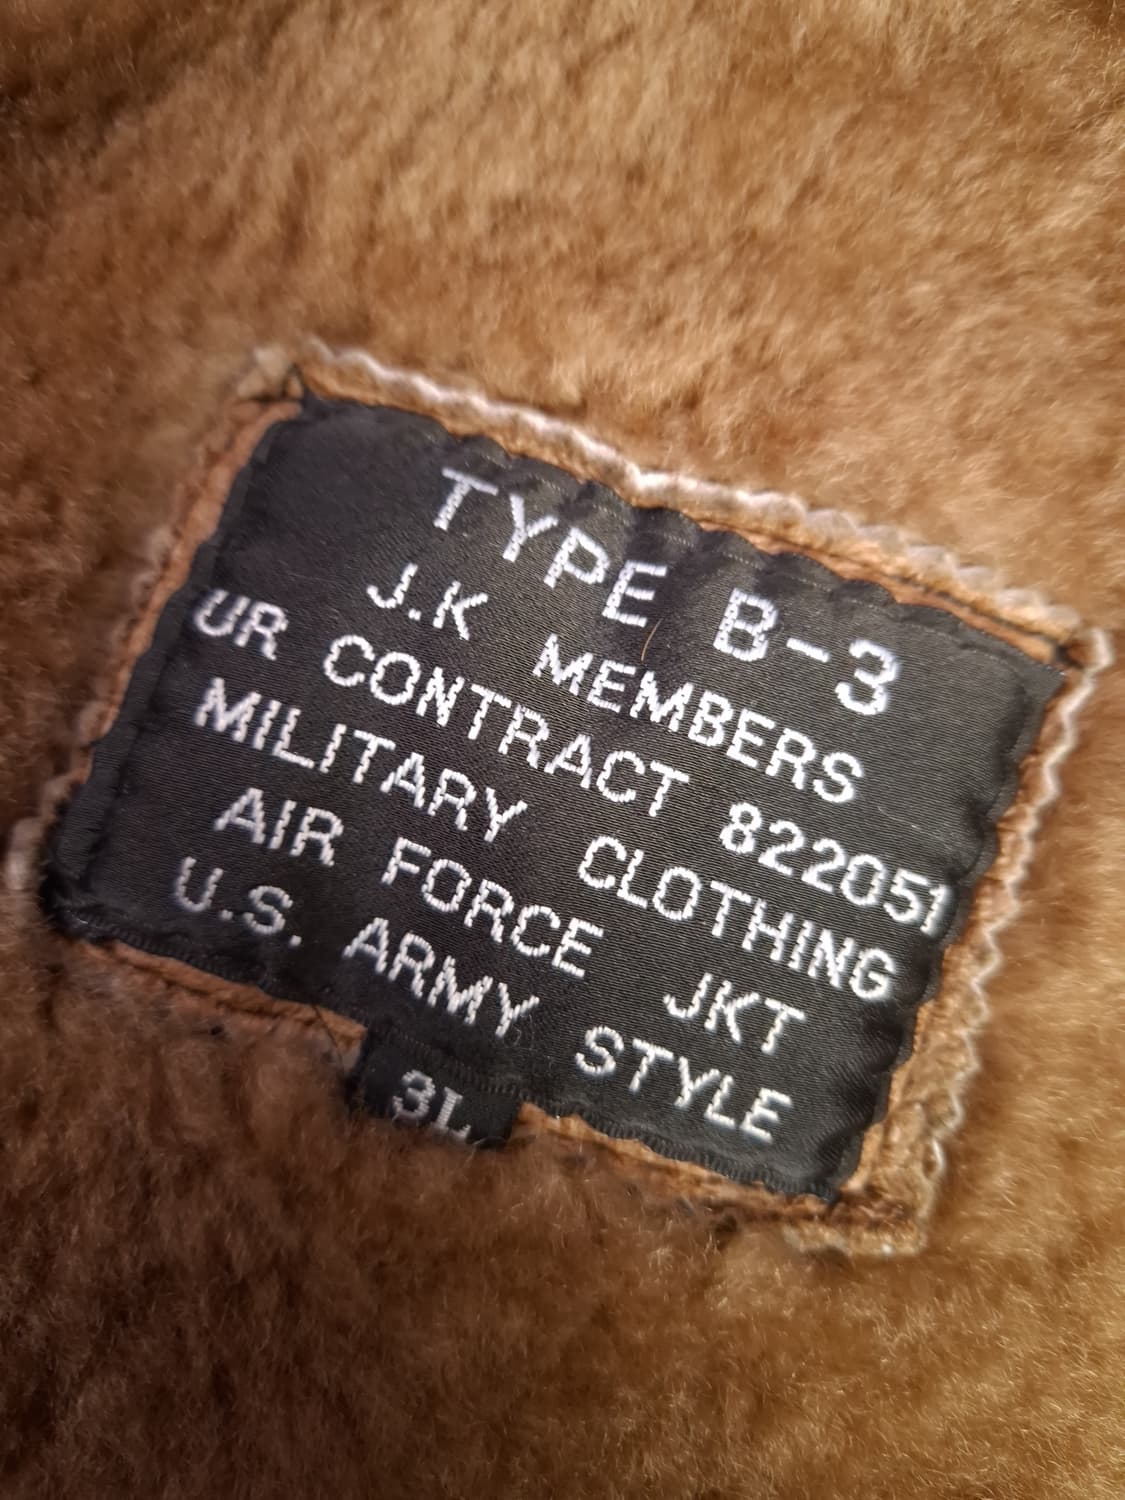 TYPE B-3
J.K MEMBERS
UR CONTRACT 822051
MILITARY CLOTHING
AIR FORCE JKT
U.S. ARMY STYLE
3L